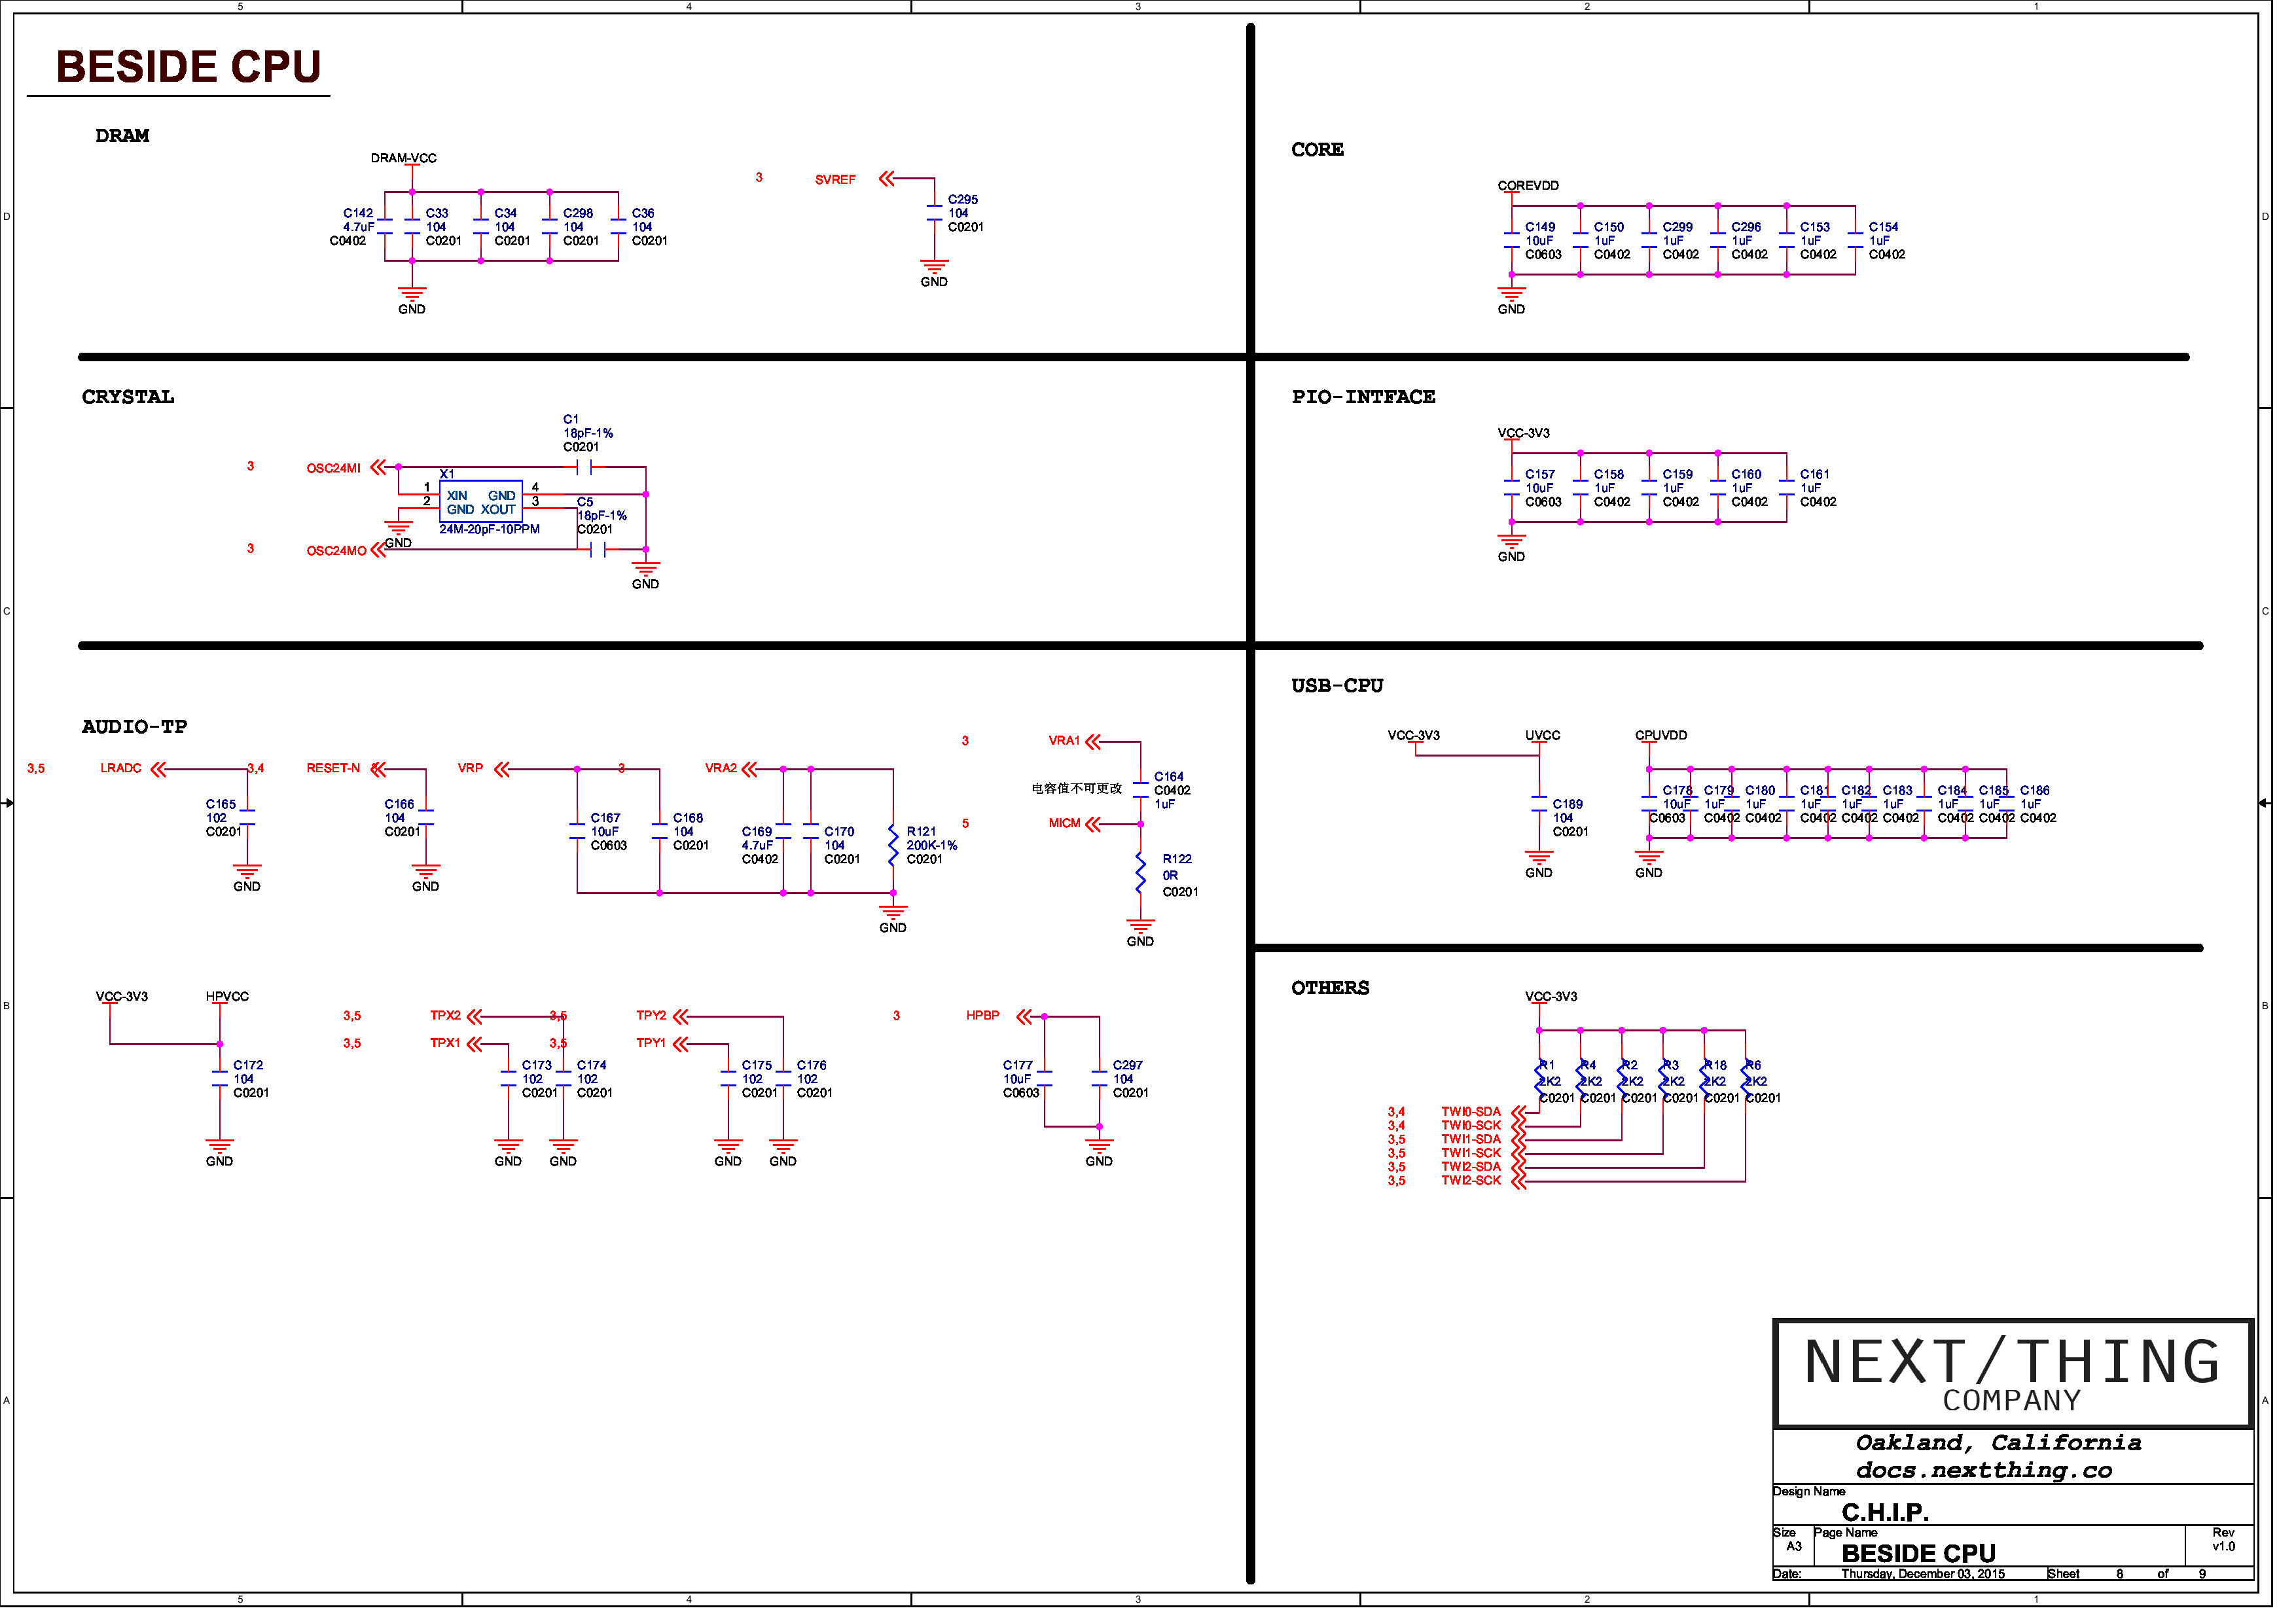 5 4 3 2 1
BESIDE CPU
DRAM
DRAM-VCC
C142
4.7uF
C0402
C33
104
C0201
C34
104
C0201
C298
104
C0201
C36
104
C0201
GND
3 SVREF
C295
104
C0201
GND
CORE
COREVDD
C149
10uF
C0603
C150
1uF
C0402
C299
1uF
C0402
C296
1uF
C0402
C153
1uF
C0402
C154
1uF
C0402
GND
D D
CRYSTAL
C1
18pF-1%
C0201
3 OSC24MI
X1
1 XIN GND 4
2 GND XOUT 3
24M-20pF-10PPM
C5
18pF-1%
C0201
GND
3 OSC24MO
GND
PIO-INTFACE
VCC-3V3
C157
10uF
C0603
C158
1uF
C0402
C159
1uF
C0402
C160
1uF
C0402
C161
1uF
C0402
GND
C C
AUDIO-TP
3,5 LRADC
C165
102
C0201
GND
3,4 RESET-N
C166
104
C0201
GND
3 VRP
C167
10uF
C0603
C168
104
C0201
3 VRA2
C169
4.7uF
C0402
C170
104
C0201
R121
200K-1%
C0201
GND
3 VRA1
电容值不可更改
C164
C0402
1uF
5 MICM
R122
0R
C0201
GND
USB-CPU
VCC-3V3 UVCC
C189
104
C0201
GND
CPUVDD
C178
10uF
C0603
C179
1uF
C0402
C180
1uF
C0402
C181
1uF
C0402
C182
1uF
C0402
C183
1uF
C0402
C184
1uF
C0402
C185
1uF
C0402
C186
1uF
C0402
GND
VCC-3V3 HPVCC
C172
104
C0201
GND
3,5 TPX2
3,5 TPX1
C173
102
C0201
C174
102
C0201
GND GND
3,5 TPY2
3,5 TPY1
C175
102
C0201
C176
102
C0201
GND GND
3 HPBP
C177
10uF
C0603
C297
104
C0201
GND
OTHERS
VCC-3V3
R1
2K2
C0201
R4
2K2
C0201
R2
2K2
C0201
R3
2K2
C0201
R18
2K2
C0201
R6
2K2
C0201
3,4 TWI0-SDA
3,4 TWI0-SCK
3,5 TWI1-SDA
3,5 TWI1-SCK
3,5 TWI2-SDA
3,5 TWI2-SCK
B B
NEXT/THING
COMPANY
Oakland, California
docs.nextthing.co
Design Name
C.H.I.P.
Size Page Name Rev
A3 BESIDE CPU v1.0
Date: Thursday, December 03, 2015 Sheet 8 of 9
A A
5 4 3 2 1